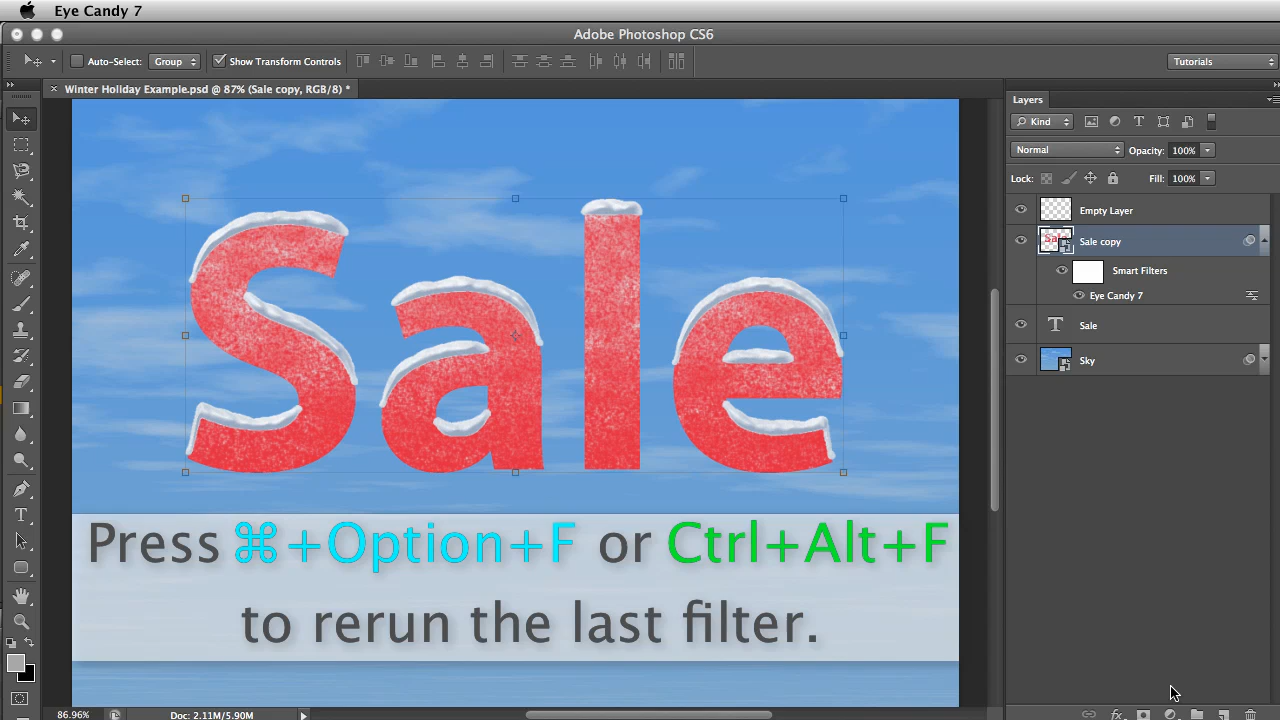 Eye Candy 7
Adobe Photoshop CS6
Auto-Select: Group Show Transform Controls Tutorials
× Winter Holiday Example.psd @ 87% (Sale copy, RGB/8) *
Layers
Kind T
Normal Opacity: 100%
Lock: Fill: 100%
Empty Layer
Sale copy
Smart Filters
Eye Candy 7
T Sale
Sky
Sale
Press ⌘+Option+F or Ctrl+Alt+F
to rerun the last filter.
86.96% Doc: 2.11M/5.90M
fx